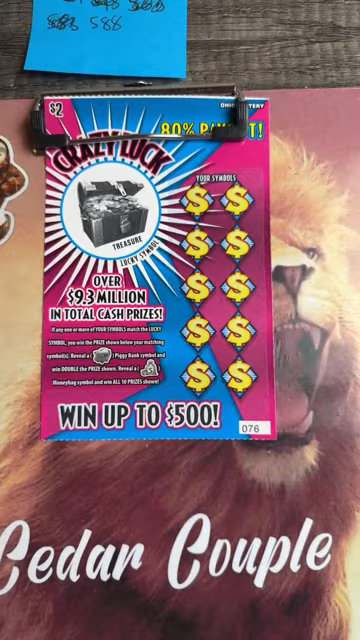 588
$2
OHIO LOTTERY
80% PAYOUT!
CRAZY LUCK
YOUR SYMBOLS
TREASURE
LUCKY SYMBOL
OVER
$9.3 MILLION
IN TOTAL CASH PRIZES!
If any one or more of YOUR SYMBOLS match the LUCKY
SYMBOL, you win the PRIZE shown below your matching
symbol(s). Reveal a Piggy Bank symbol and
win DOUBLE the PRIZE shown. Reveal a
Moneybag symbol and win ALL 10 PRIZES shown!
WIN UP TO $500!
076
Cedar Couple